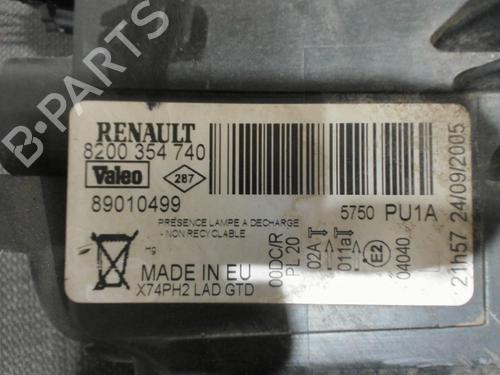 RENAULT
8200 354 740
Valeo
287
89010499
5750 PU1A
PRÉSENCE LAMPE A DECHARGE
- NON RECYCLABLE
Hg
MADE IN EU
X74PH2 LAD GTD
00DC/R
PL 20
02A
011a
E2
04040
21h57 24/09/2005
B-PARTS